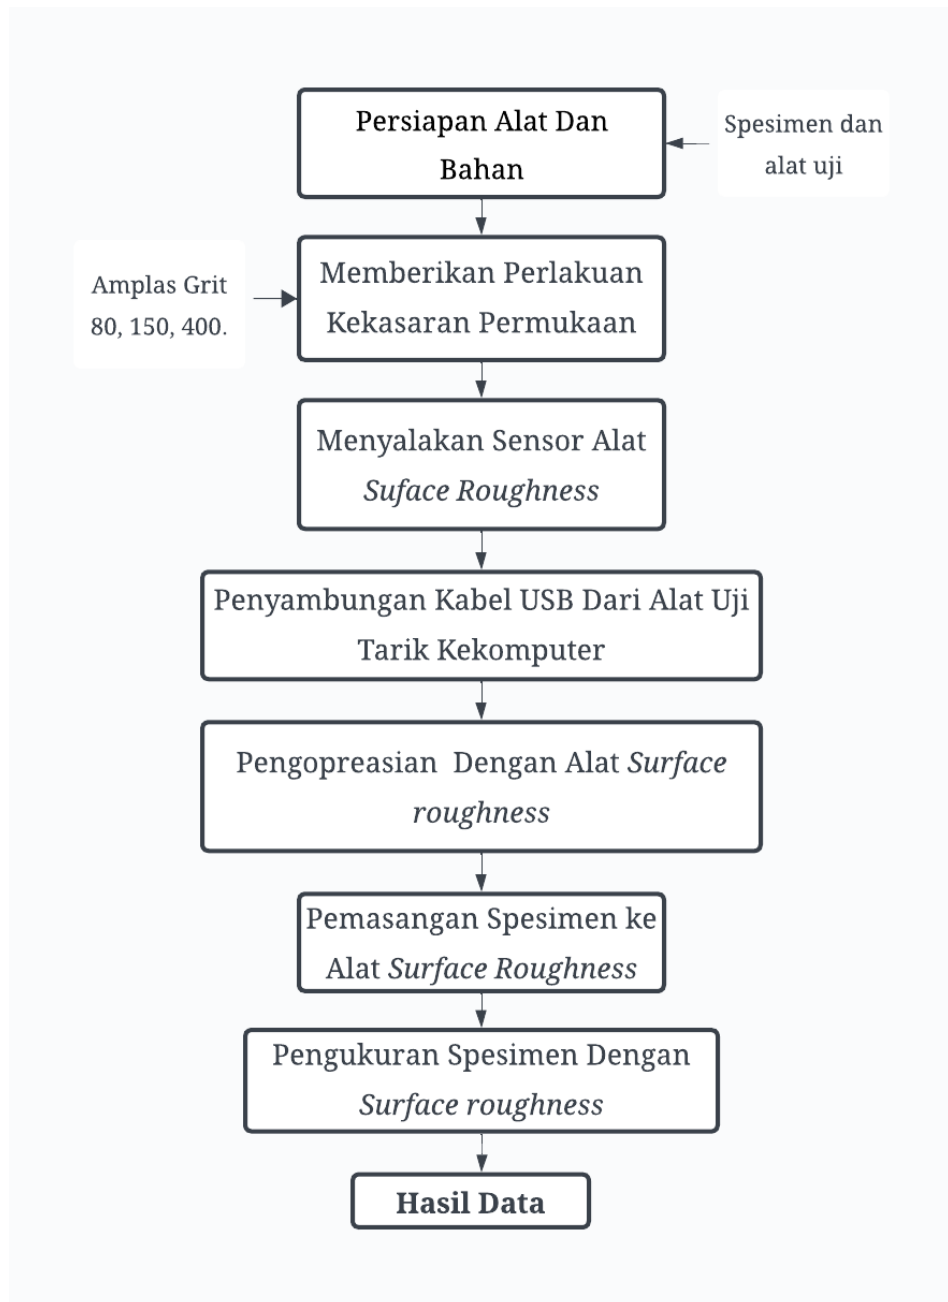 Persiapan Alat Dan
Bahan
Spesimen dan
alat uji
Amplas Grit
80, 150, 400.
Memberikan Perlakuan
Kekasaran Permukaan
Menyalakan Sensor Alat
Suface Roughness
Penyambungan Kabel USB Dari Alat Uji
Tarik Kekomputer
Pengopreasian Dengan Alat Surface
roughness
Pemasangan Spesimen ke
Alat Surface Roughness
Pengukuran Spesimen Dengan
Surface roughness
Hasil Data